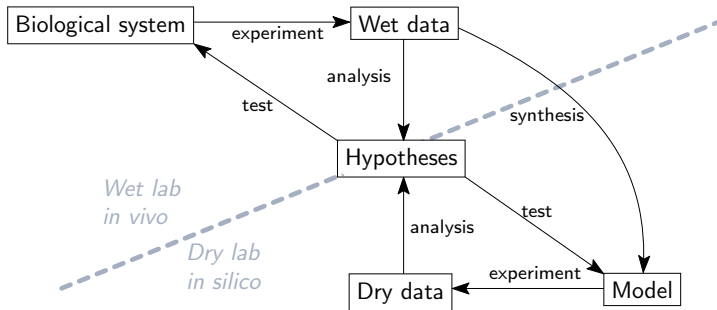 Biological system
experiment
Wet data
analysis
test
synthesis
Hypotheses
Wet lab
in vivo
test
analysis
Dry lab
in silico
experiment
Dry data
Model